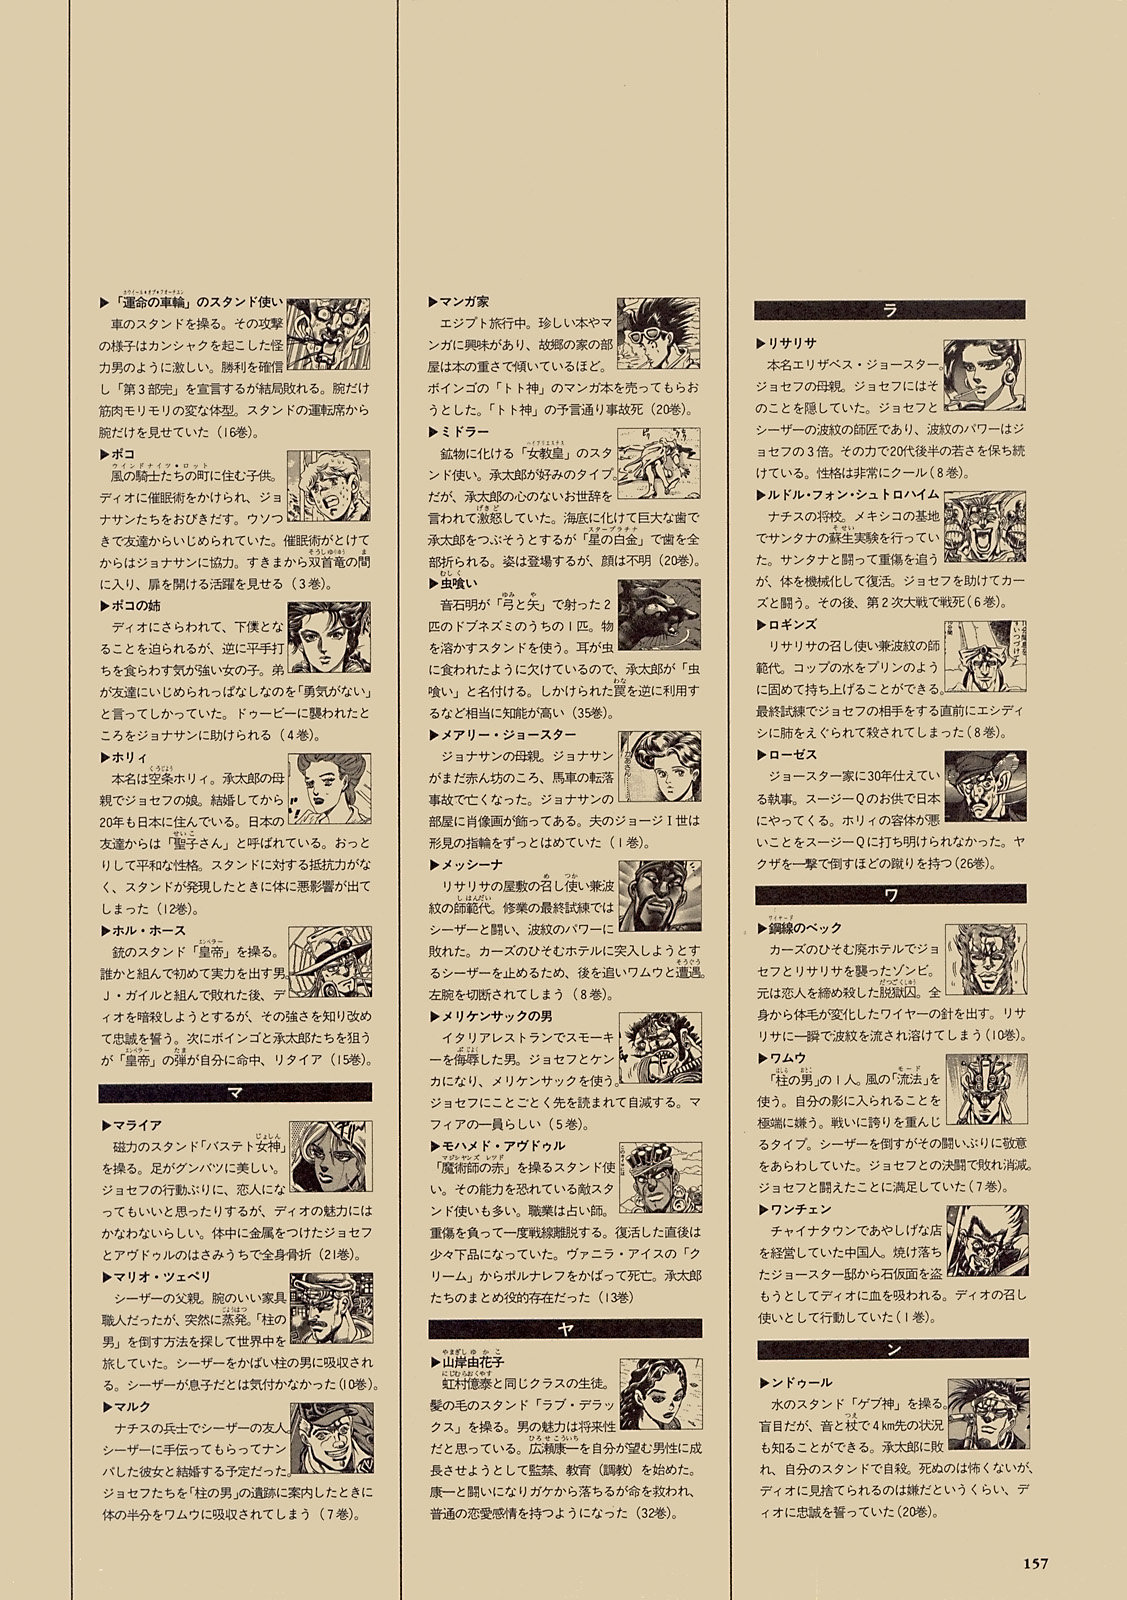 ▶「運命の車輪」のスタンド使い
車のスタンドを操る。その攻撃
の様子はカンシャクを起こした怪
力男のように激しい。勝利を確信
し「第３部完」を宣言するが結局敗れる。腕だけ
筋肉モリモリの変な体型。スタンドの運転席から
腕だけを見せていた（16巻）。
▶ポコ
風の騎士たちの町に住む子供。
ディオに催眠術をかけられ、ジョ
ナサンたちをおびきだす。ウソつ
きで友達からいじめられていた。催眠術がとけて
からはジョナサンに協力。すきまから双首竜の間
に入り、扉を開ける活躍を見せる（３巻）。
▶ポコの姉
ディオにさらわれて、下僕とな
ることを迫られるが、逆に平手打
ちを食らわす気が強い女の子。弟
が友達にいじめられっぱなしなのを「勇気がない」
と言ってしかっていた。ドゥービーに襲われたと
ころをジョナサンに助けられる（４巻）。
▶ホリィ
本名は空条ホリィ。承太郎の母
親でジョセフの娘。結婚してから
20年も日本に住んでいる。日本の
友達からは「聖子さん」と呼ばれている。おっと
りして平和な性格。スタンドに対する抵抗力がな
く、スタンドが発現したときに体に悪影響が出て
しまった（12巻）。
▶ホル・ホース
銃のスタンド「皇帝」を操る。
誰かと組んで初めて実力を出す男。
Ｊ・ガイルと組んで敗れた後、デ
ィオを暗殺しようとするが、その強さを知り改め
て忠誠を誓う。次にボインゴと承太郎たちを狙う
が「皇帝」の弾が自分に命中、リタイア（15巻）。
マ
▶マライア
磁力のスタンド「バステト女神」
を操る。足がグンバツに美しい。
ジョセフの行動ぶりに、恋人にな
ってもいいと思ったりするが、ディオの魅力には
かなわないらしい。体中に金属をつけたジョセフ
とアヴドゥルのはさみうちで全身骨折（21巻）。
▶マリオ・ツェペリ
シーザーの父親。腕のいい家具
職人だったが、突然に蒸発。「柱の
男」を倒す方法を探して世界中を
旅していた。シーザーをかばい柱の男に吸収され
る。シーザーが息子だとは気付かなかった（10巻）。
▶マルク
ナチスの兵士でシーザーの友人。
シーザーに手伝ってもらってナン
パした彼女と結婚する予定だった。
ジョセフたちを「柱の男」の遺跡に案内したときに
体の半分をワムウに吸収されてしまう（７巻）。
▶マンガ家
エジプト旅行中。珍しい本やマ
ンガに興味があり、故郷の家の部
屋は本の重さで傾いているほど。
ボインゴの「トト神」のマンガ本を売ってもらお
うとした。「トト神」の予言通り事故死（20巻）。
▶ミドラー
鉱物に化ける「女教皇」のスタ
ンド使い。承太郎が好みのタイプ。
だが、承太郎の心のないお世辞を
言われて激怒していた。海底に化けて巨大な歯で
承太郎をつぶそうとするが「星の白金」で歯を全
部折られる。姿は登場するが、顔は不明（20巻）。
▶虫喰い
音石明が「弓と矢」で射った２
匹のドブネズミのうちの１匹。物
を溶かすスタンドを使う。耳が虫
に食われたように欠けているので、承太郎が「虫
喰い」と名付ける。しかけられた罠を逆に利用す
るなど相当に知能が高い（35巻）。
▶メアリー・ジョースター
ジョナサンの母親。ジョナサン
がまだ赤ん坊のころ、馬車の転落
事故で亡くなった。ジョナサンの
部屋に肖像画が飾ってある。夫のジョージＩ世は
形見の指輪をずっとはめていた（１巻）。
▶メッシーナ
リサリサの屋敷の召し使い兼波
紋の師範代。修業の最終試練では
シーザーと闘い、波紋のパワーに
敗れた。カーズのひそむホテルに突入しようとす
るシーザーを止めるため、後を追いワムウと遭遇。
左腕を切断されてしまう（８巻）。
▶メリケンサックの男
イタリアレストランでスモーキ
ーを侮辱した男。ジョセフとケン
カになり、メリケンサックを使う。
ジョセフにことごとく先を読まれて自滅する。マ
フィアの一員らしい（５巻）。
▶モハメド・アヴドゥル
「魔術師の赤」を操るスタンド使
い。その能力を恐れている敵スタ
ンド使いも多い。職業は占い師。
重傷を負って一度戦線離脱する。復活した直後は
少々下品になっていた。ヴァニラ・アイスの「ク
リーム」からポルナレフをかばって死亡。承太郎
たちのまとめ役的存在だった（13巻）
ヤ
▶山岸由花子
虹村億泰と同じクラスの生徒。
髪の毛のスタンド「ラブ・デラッ
クス」を操る。男の魅力は将来性
だと思っている。広瀬康一を自分が望む男性に成
長させようとして監禁、教育（調教）を始めた。
康一と闘いになりガケから落ちるが命を救われ、
普通の恋愛感情を持つようになった（32巻）。
ラ
▶リサリサ
本名エリザベス・ジョースター。
ジョセフの母親。ジョセフにはそ
のことを隠していた。ジョセフと
シーザーの波紋の師匠であり、波紋のパワーはジ
ョセフの３倍。その力で20代後半の若さを保ち続
けている。性格は非常にクール（８巻）。
▶ルドル・フォン・シュトロハイム
ナチスの将校。メキシコの基地
でサンタナの蘇生実験を行ってい
た。サンタナと闘って重傷を追う
が、体を機械化して復活。ジョセフを助けてカー
ズと闘う。その後、第２次大戦で戦死（６巻）。
▶ロギンズ
リサリサの召し使い兼波紋の師
範代。コップの水をプリンのよう
に固めて持ち上げることができる。
最終試練でジョセフの相手をする直前にエシディ
シに肺をえぐられて殺されてしまった（８巻）。
▶ローゼス
ジョースター家に30年仕えてい
る執事。スージーＱのお供で日本
にやってくる。ホリィの容体が悪
いことをスージーＱに打ち明けられなかった。ヤ
クザを一撃で倒すほどの蹴りを持つ（26巻）。
ワ
▶鋼線のベック
カーズのひそむ廃ホテルでジョ
セフとリサリサを襲ったゾンビ。
元は恋人を締め殺した脱獄囚。全
身から体毛が変化したワイヤーの針を出す。リサ
リサに一瞬で波紋を流され溶けてしまう（10巻）。
▶ワムウ
「柱の男」の１人。風の「流法」を
使う。自分の影に入られることを
極端に嫌う。戦いに誇りを重んじ
るタイプ。シーザーを倒すがその闘いぶりに敬意
をあらわしていた。ジョセフとの決闘で敗れ消滅。
ジョセフと闘えたことに満足していた（７巻）。
▶ワンチェン
チャイナタウンであやしげな店
を経営していた中国人。焼け落ち
たジョースター邸から石仮面を盗
もうとしてディオに血を吸われる。ディオの召し
使いとして行動していた（１巻）。
ン
▶ンドゥール
水のスタンド「ゲブ神」を操る。
盲目だが、音と杖で４km先の状況
も知ることができる。承太郎に敗
れ、自分のスタンドで自殺。死ぬのは怖くないが、
ディオに見捨てられるのは嫌だというくらい、デ
ィオに忠誠を誓っていた（20巻）。
157